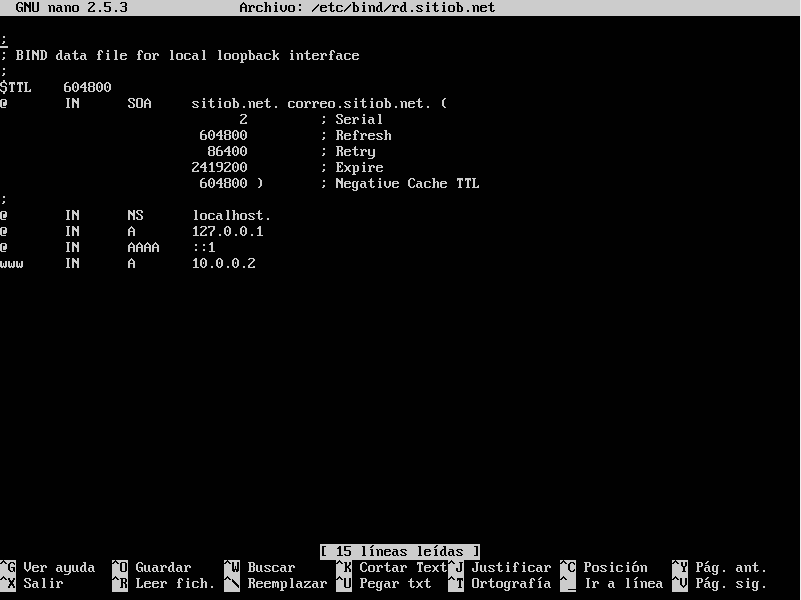 GNU nano 2.5.3 Archivo: /etc/bind/rd.sitiob.net
;
; BIND data file for local loopback interface
;
$TTL 604800
@ IN SOA sitiob.net. correo.sitiob.net. (
2 ; Serial
604800 ; Refresh
86400 ; Retry
2419200 ; Expire
604800 ) ; Negative Cache TTL
;
@ IN NS localhost.
@ IN A 127.0.0.1
@ IN AAAA ::1
www IN A 10.0.0.2
[ 15 líneas leídas ]
^G Ver ayuda ^O Guardar ^W Buscar ^K Cortar Text^J Justificar ^C Posición ^Y Pág. ant.
^X Salir ^R Leer fich. ^\ Reemplazar ^U Pegar txt ^T Ortografía ^_ Ir a línea ^V Pág. sig.